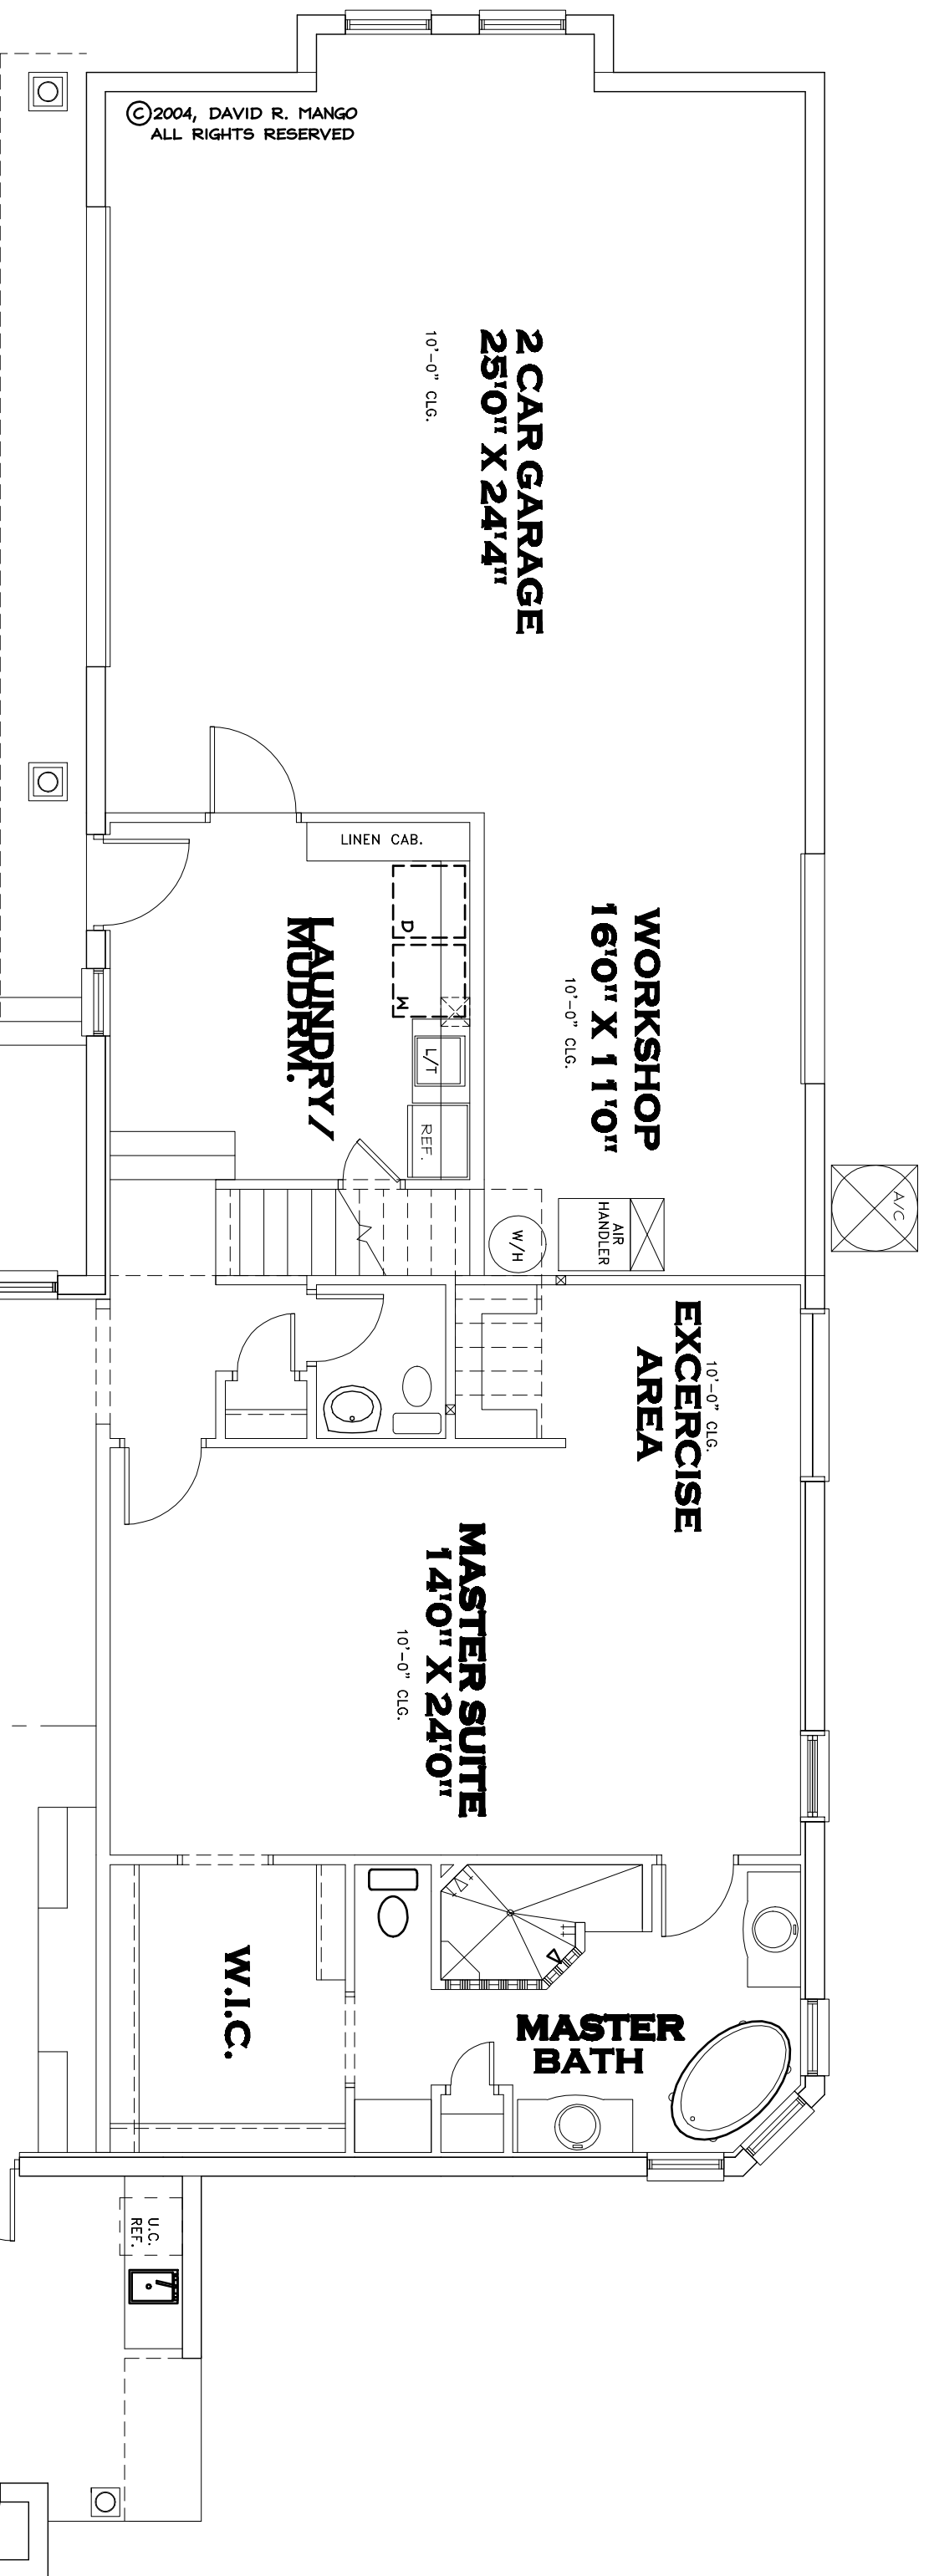 ©2004, DAVID R. MANGO
ALL RIGHTS RESERVED
2 CAR GARAGE
25'0" X 24'4"
10'-0" CLG.
LINEN CAB.
D
W
L/T
REF.
LAUNDRY/
MUDRM.
WORKSHOP
16'0" X 11'0"
10'-0" CLG.
A/C
AIR
HANDLER
W/H
10'-0" CLG.
EXCERCISE
AREA
MASTER SUITE
14'0" X 24'0"
10'-0" CLG.
W.I.C.
MASTER
BATH
U.C.
REF.